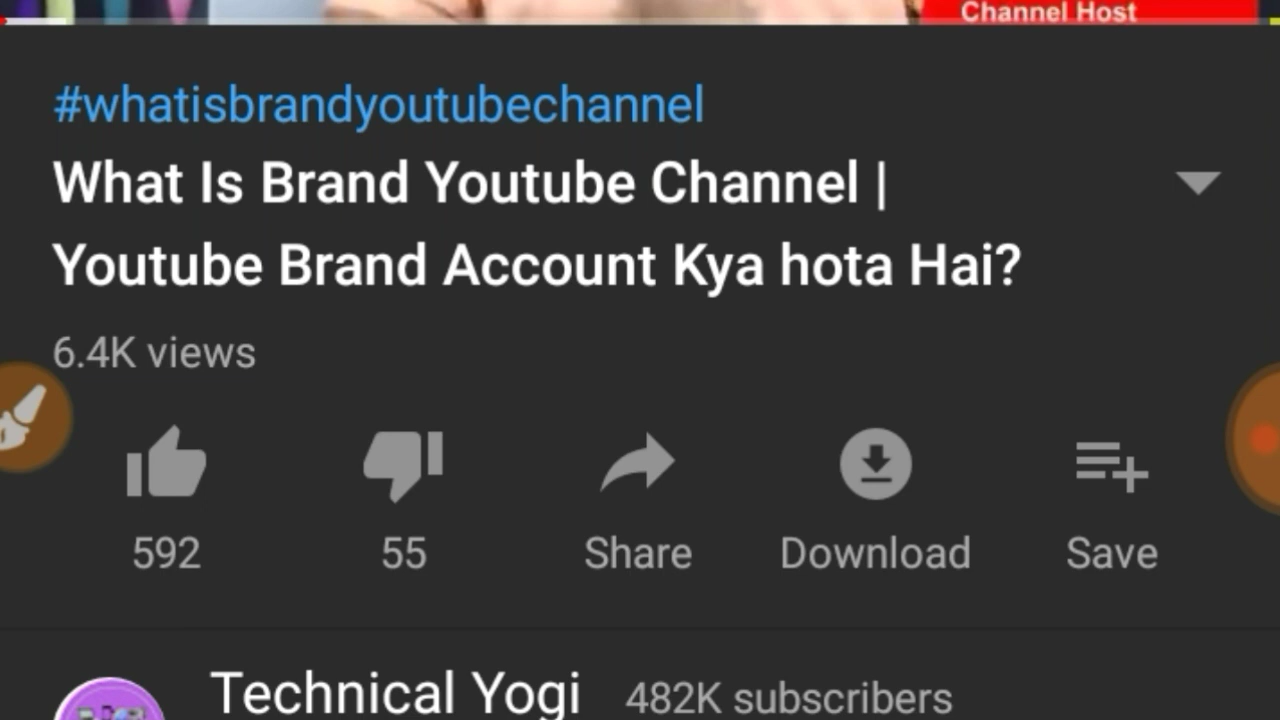 Channel Host
#whatisbrandyoutubechannel
What Is Brand Youtube Channel |
Youtube Brand Account Kya hota Hai?
6.4K views
592 55 Share Download Save
Technical Yogi 482K subscribers